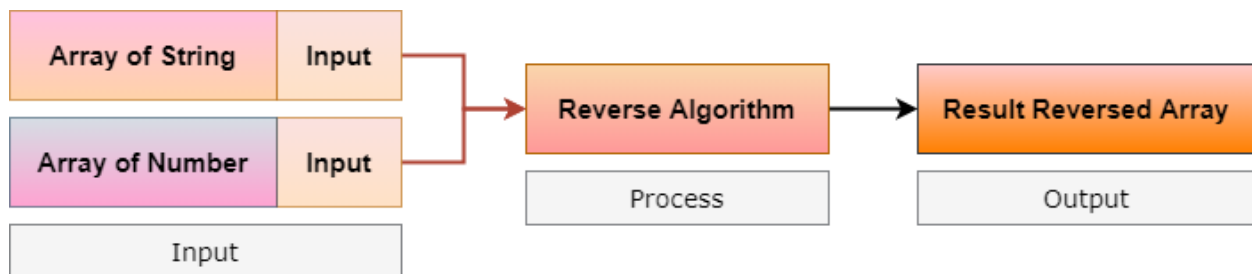 Array of String
Input
Array of Number
Input
Input
Reverse Algorithm
Process
Result Reversed Array
Output